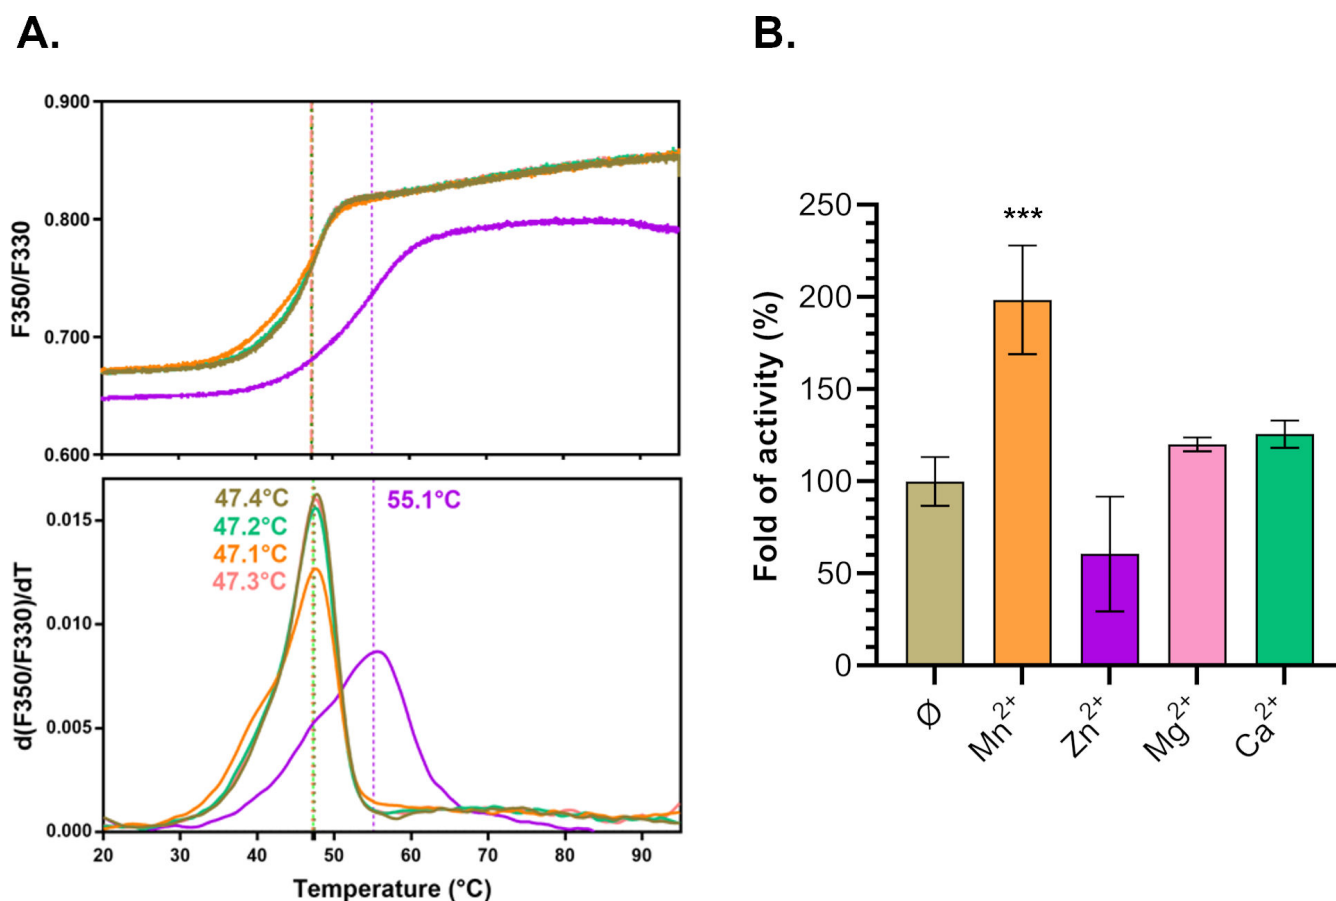 A.
0.900
0.800
0.700
0.600
F350/F330
0.015
0.010
0.005
0.000
d(F350/F330)/dT
47.4°C
47.2°C
47.1°C
47.3°C
55.1°C
20 30 40 50 60 70 80 90
Temperature (°C)
B.
250
200
150
100
50
0
Fold of activity (%)
***
Ø
Mn²⁺
Zn²⁺
Mg²⁺
Ca²⁺